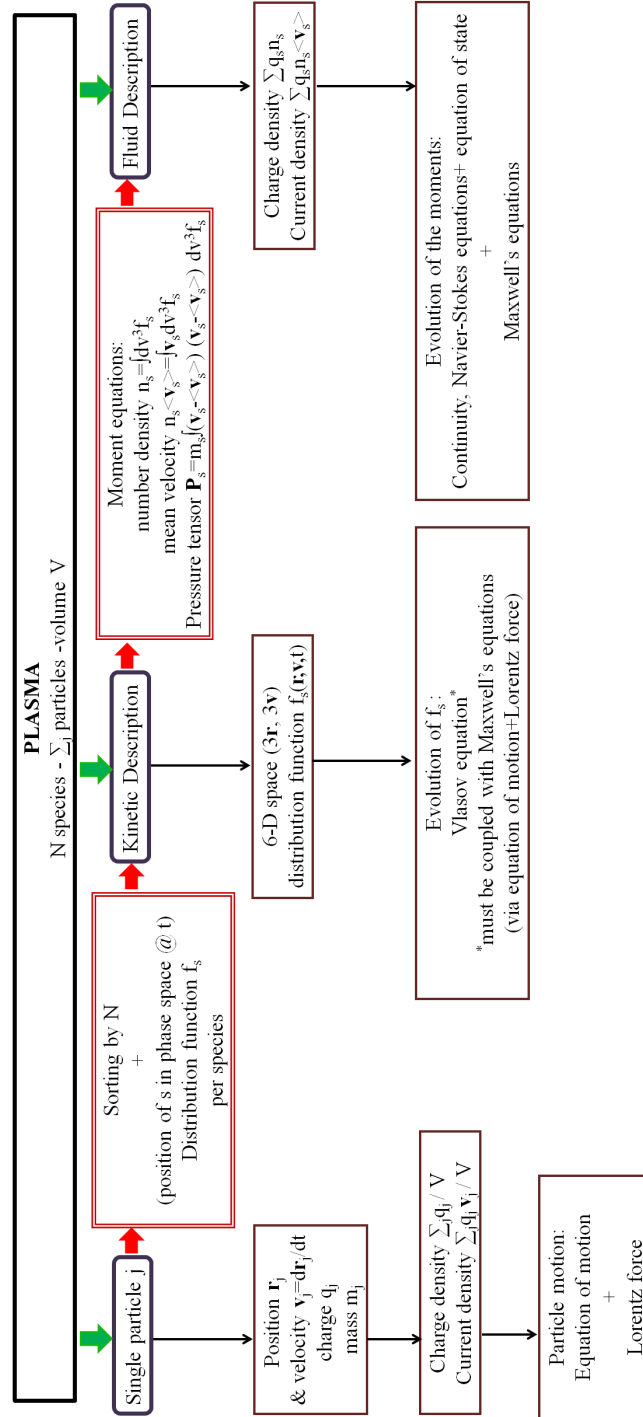 PLASMA
N species - ∑j particles -volume V
Single particle j
Sorting by N
+
(position of s in phase space @ t)
Distribution function fs
per species
Kinetic Description
Moment equations:
number density ns=∫dv³fs
mean velocity ns<vs>=∫vsdv³fs
Pressure tensor Ps=ms∫(vs-<vs>) (vs-<vs>) dv³fs
Fluid Description
Position rj
& velocity vj=drj/dt
charge qj
mass mj
6-D space (3r, 3v)
distribution function fs(r,v,t)
Charge density ∑qsns
Current density ∑qsns<vs>
Charge density ∑jqj/ V
Current density ∑jqj vj/ V
Evolution of fs :
Vlasov equation*
*must be coupled with Maxwell's equations
(via equation of motion+Lorentz force)
Evolution of the moments:
Continuity, Navier-Stokes equations+ equation of state
+
Maxwell's equations
Particle motion:
Equation of motion
+
Lorentz force